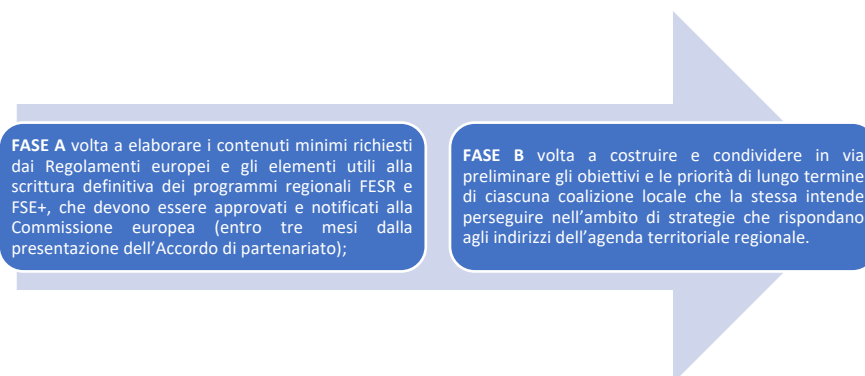 FASE A volta a elaborare i contenuti minimi richiesti
dai Regolamenti europei e gli elementi utili alla
scrittura definitiva dei programmi regionali FESR e
FSE+, che devono essere approvati e notificati alla
Commissione europea (entro tre mesi dalla
presentazione dell’Accordo di partenariato);
FASE B volta a costruire e condividere in via
preliminare gli obiettivi e le priorità di lungo termine
di ciascuna coalizione locale che la stessa intende
perseguire nell’ambito di strategie che rispondano
agli indirizzi dell’agenda territoriale regionale.